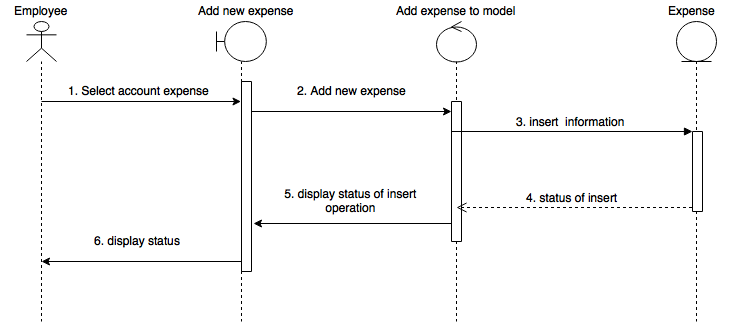 Employee
Add new expense
Add expense to model
Expense
1. Select account expense
2. Add new expense
3. insert information
4. status of insert
5. display status of insert
operation
6. display status